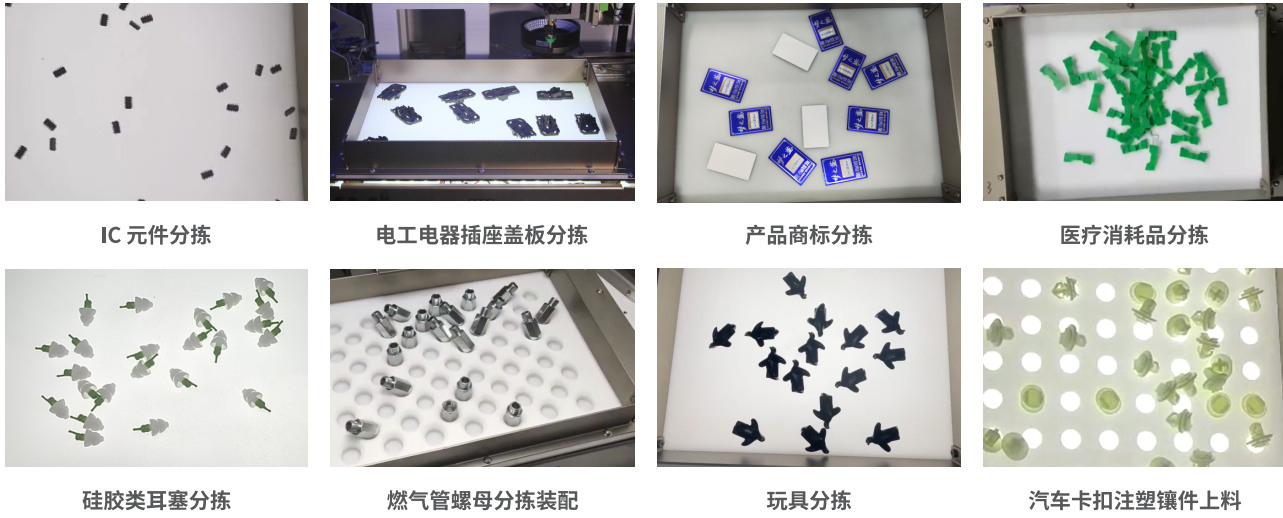 IC 元件分拣
电工电器插座盖板分拣
产品商标分拣
医疗消耗品分拣
硅胶类耳塞分拣
燃气管螺母分拣装配
玩具分拣
汽车卡扣注塑镶件上料